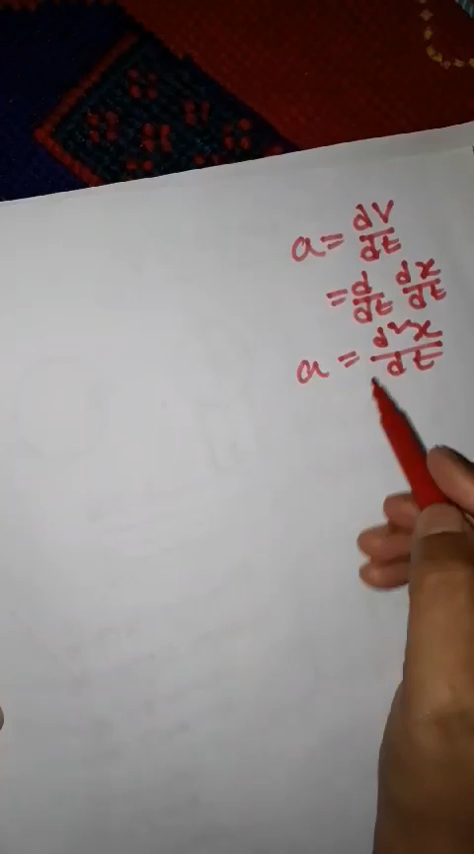 a = dV/dt
= d/dt dx/dt
a = d²x/dt